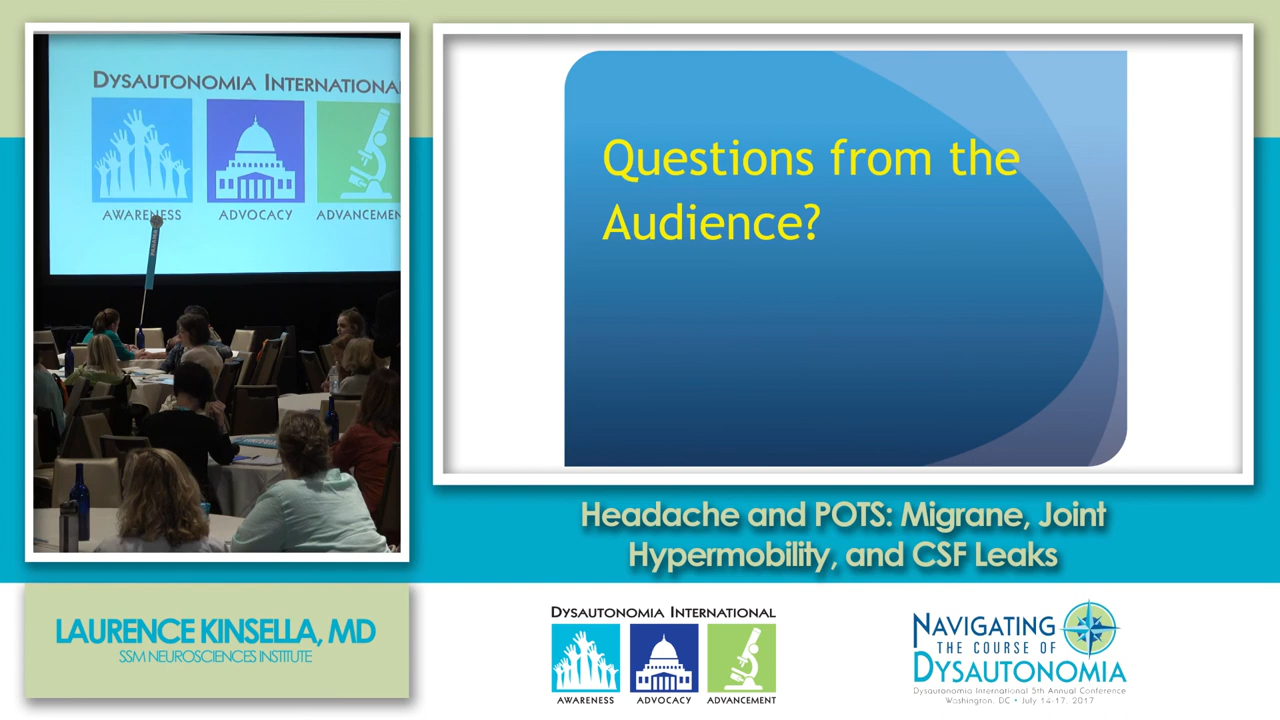 DYSAUTONOMIA INTERNATIONA
AWARENESS
ADVOCACY
ADVANCEMEN
Questions from the
Audience?
Headache and POTS: Migrane, Joint
Hypermobility, and CSF Leaks
LAURENCE KINSELLA, MD
SSM NEUROSCIENCES INSTITUTE
DYSAUTONOMIA INTERNATIONAL
AWARENESS
ADVOCACY
ADVANCEMENT
NAVIGATING
THE COURSE OF
DYSAUTONOMIA
Dysautonomia International 5th Annual Conference
Washington, DC • July 14-17, 2017